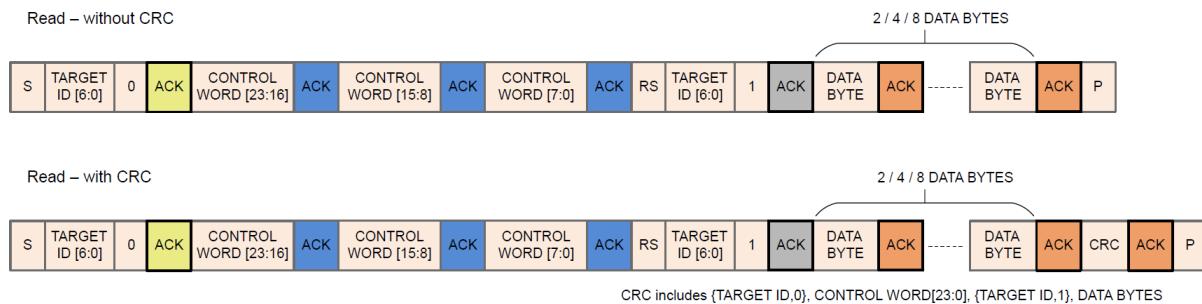 Read – without CRC
2 / 4 / 8 DATA BYTES
S TARGET ID [6:0] 0 ACK CONTROL WORD [23:16] ACK CONTROL WORD [15:8] ACK CONTROL WORD [7:0] ACK RS TARGET ID [6:0] 1 ACK DATA BYTE ACK DATA BYTE ACK P
Read – with CRC
2 / 4 / 8 DATA BYTES
S TARGET ID [6:0] 0 ACK CONTROL WORD [23:16] ACK CONTROL WORD [15:8] ACK CONTROL WORD [7:0] ACK RS TARGET ID [6:0] 1 ACK DATA BYTE ACK DATA BYTE ACK CRC ACK P
CRC includes {TARGET ID,0}, CONTROL WORD[23:0], {TARGET ID,1}, DATA BYTES